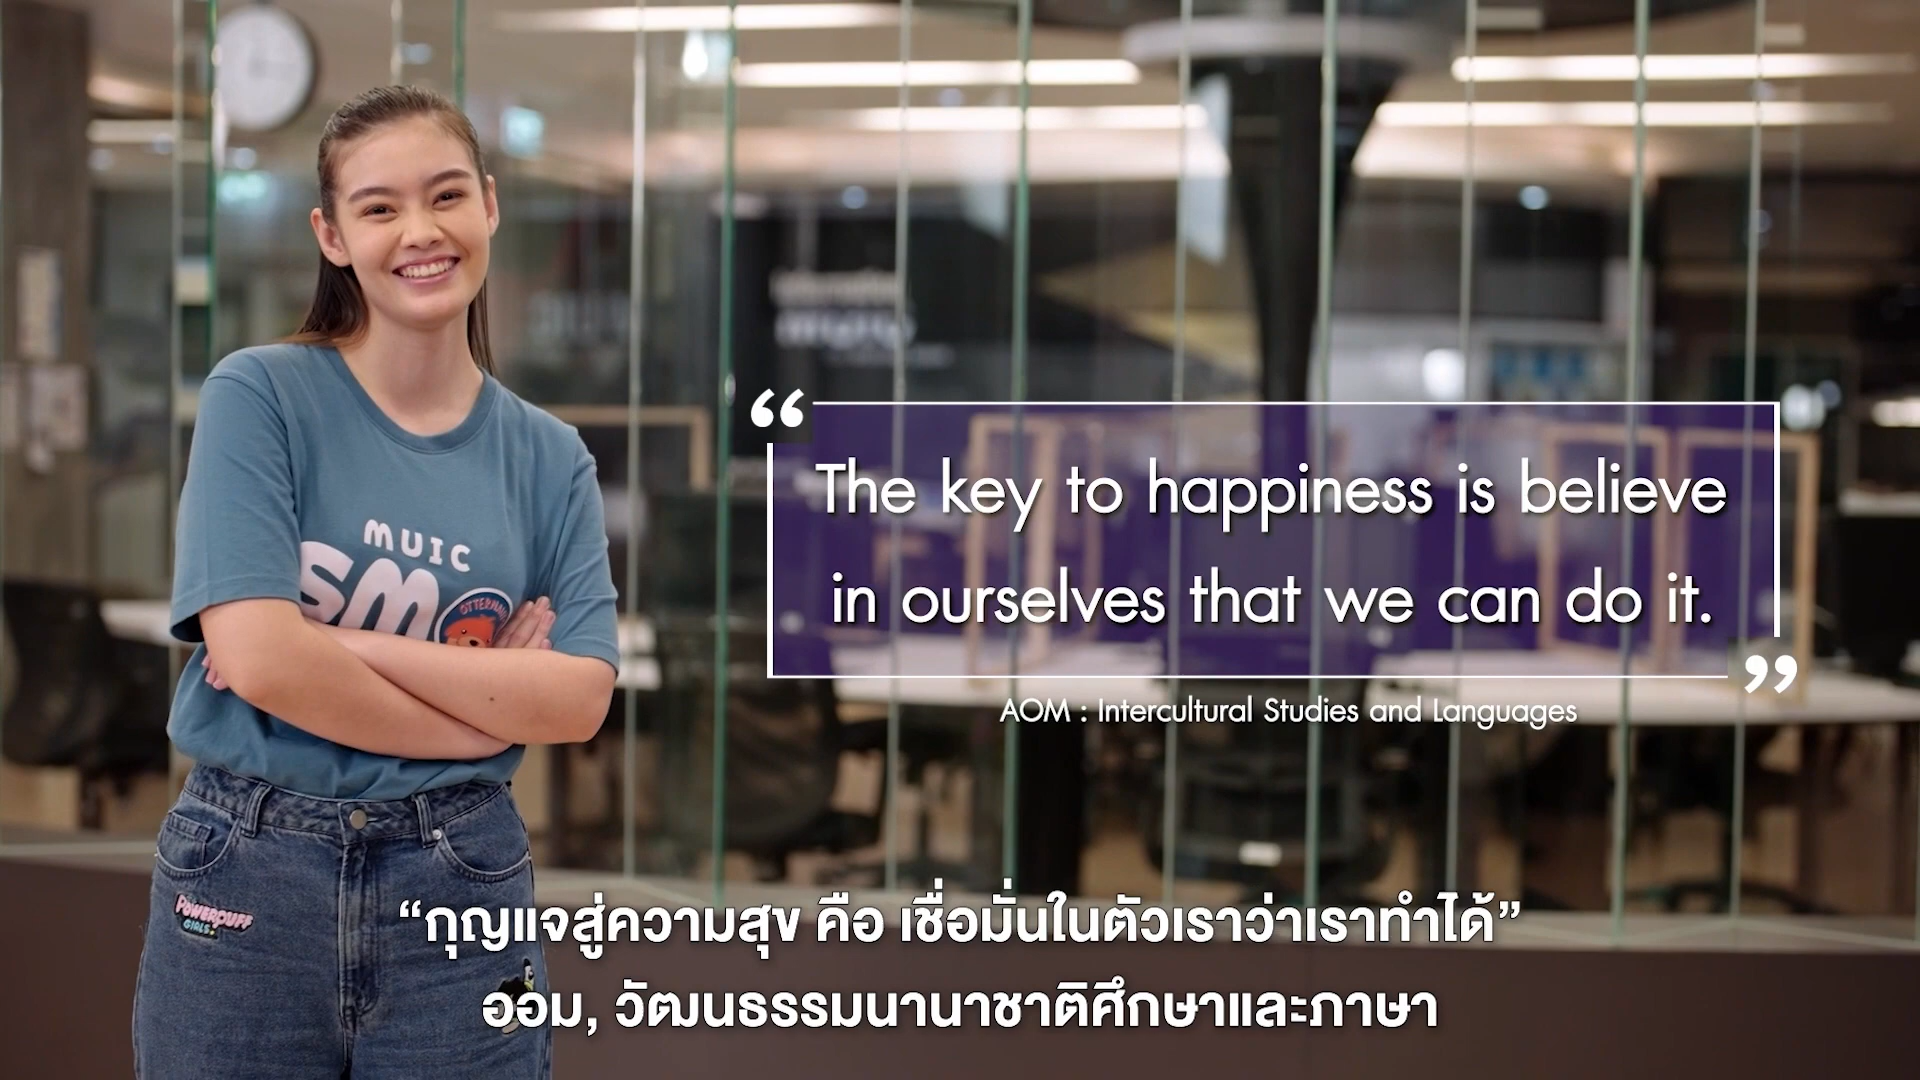 MUIC
SMO
OTTERNAUT
POWERPUFF
GIRLS
“The key to happiness is believe
in ourselves that we can do it.”
AOM : Intercultural Studies and Languages
“กุญแจสู่ความสุข คือ เชื่อมั่นในตัวเราว่าเราทำได้”
ออม, วัฒนธรรมนานาชาติศึกษาและภาษา